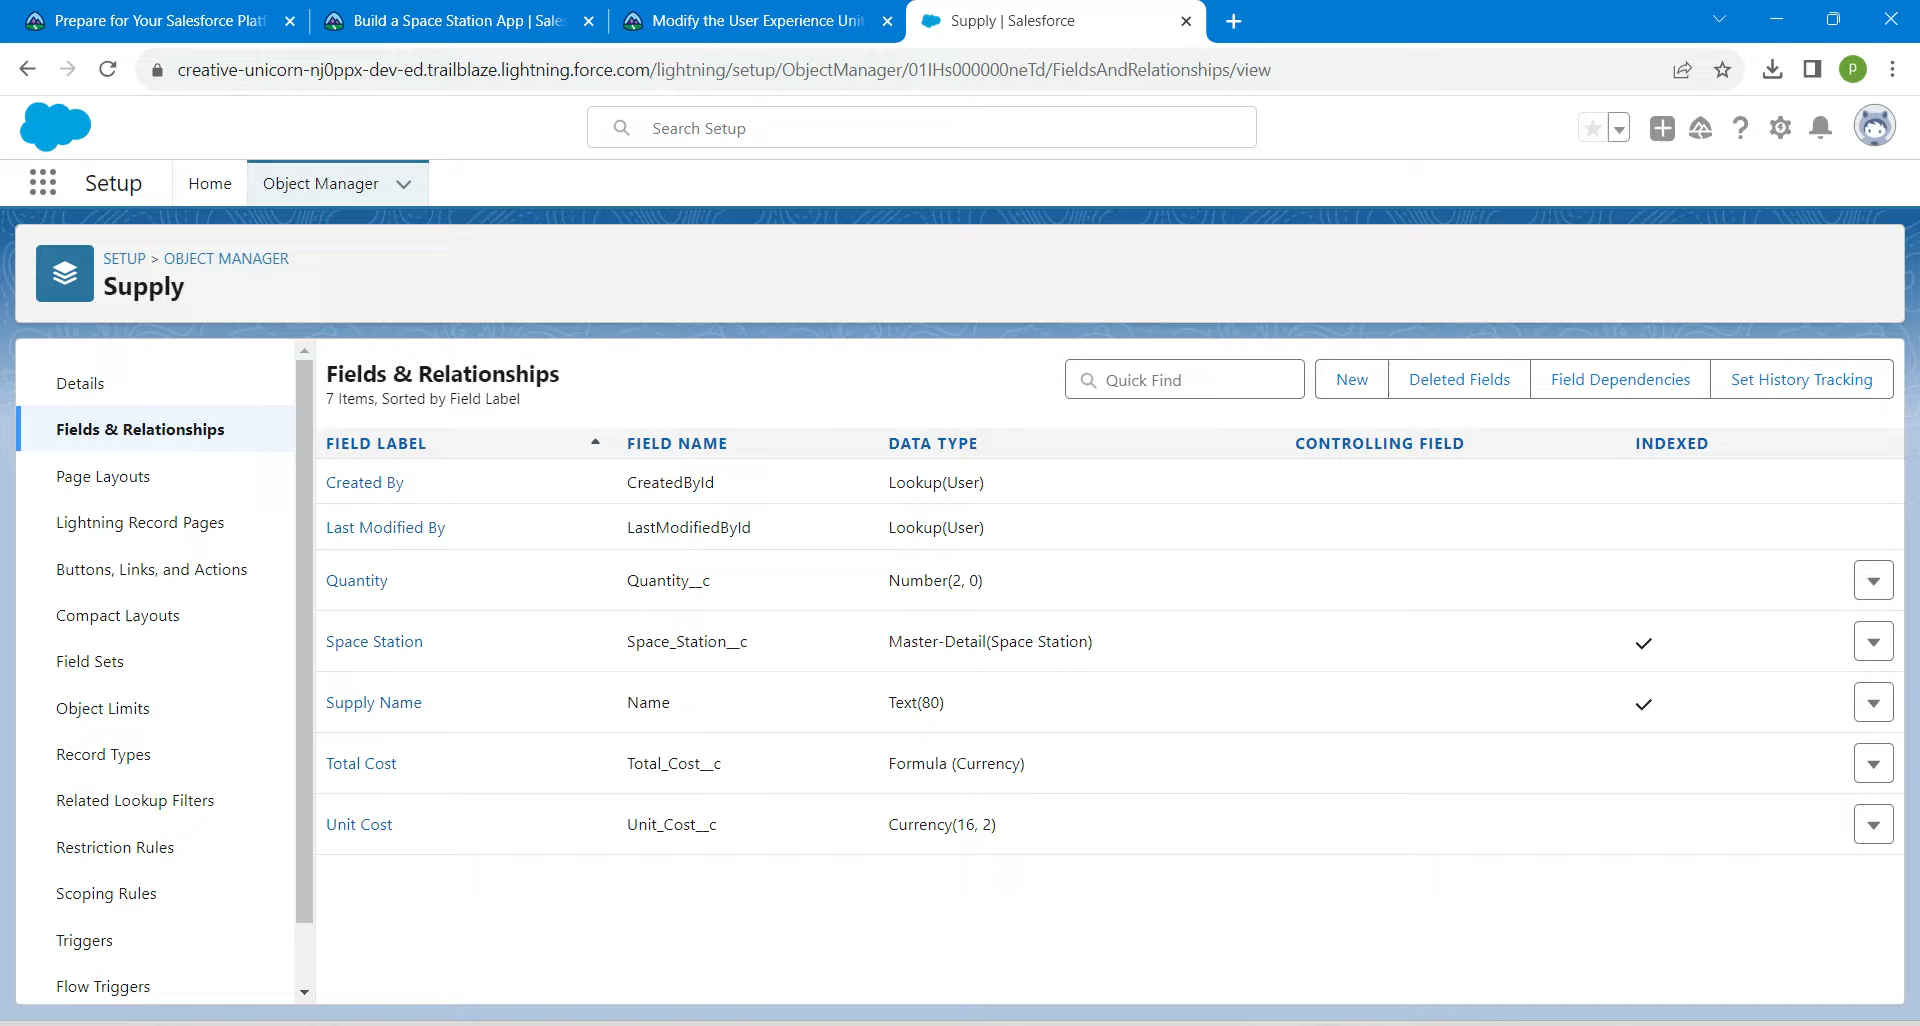 Prepare for Your Salesforce Platf
Build a Space Station App | Sales
Modify the User Experience Unit
Supply | Salesforce
creative-unicorn-nj0ppx-dev-ed.trailblaze.lightning.force.com/lightning/setup/ObjectManager/01IHs000000neTd/FieldsAndRelationships/view
P
Search Setup
Setup
Home
Object Manager
SETUP > OBJECT MANAGER
Supply
Details
Fields & Relationships
Page Layouts
Lightning Record Pages
Buttons, Links, and Actions
Compact Layouts
Field Sets
Object Limits
Record Types
Related Lookup Filters
Restriction Rules
Scoping Rules
Triggers
Flow Triggers
Fields & Relationships
7 Items, Sorted by Field Label
Quick Find
New
Deleted Fields
Field Dependencies
Set History Tracking
FIELD LABEL FIELD NAME DATA TYPE CONTROLLING FIELD INDEXED
Created By CreatedById Lookup(User)
Last Modified By LastModifiedById Lookup(User)
Quantity Quantity__c Number(2, 0)
Space Station Space_Station__c Master-Detail(Space Station)
Supply Name Name Text(80)
Total Cost Total_Cost__c Formula (Currency)
Unit Cost Unit_Cost__c Currency(16, 2)